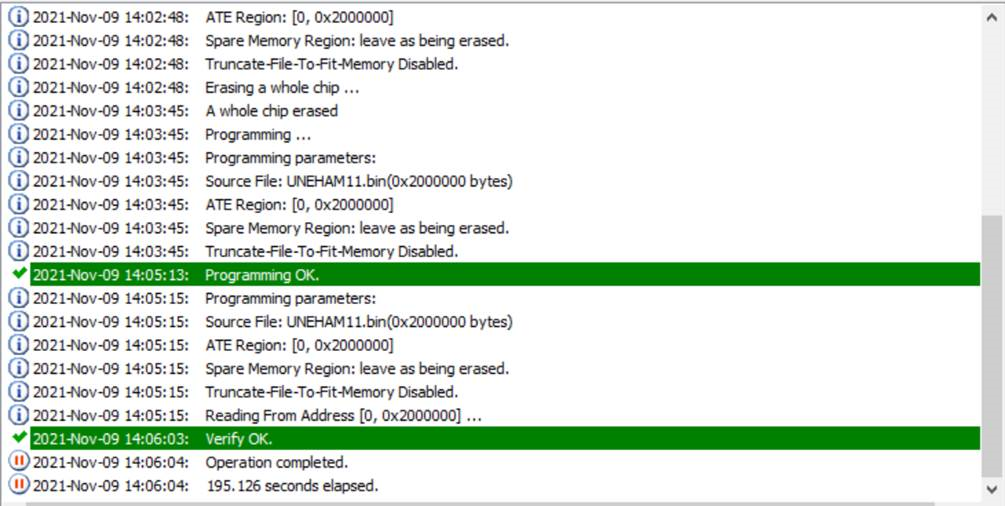 2021-Nov-09 14:02:48: ATE Region: [0, 0x2000000]
2021-Nov-09 14:02:48: Spare Memory Region: leave as being erased.
2021-Nov-09 14:02:48: Truncate-File-To-Fit-Memory Disabled.
2021-Nov-09 14:02:48: Erasing a whole chip ...
2021-Nov-09 14:03:45: A whole chip erased
2021-Nov-09 14:03:45: Programming ...
2021-Nov-09 14:03:45: Programming parameters:
2021-Nov-09 14:03:45: Source File: UNEHAM11.bin(0x2000000 bytes)
2021-Nov-09 14:03:45: ATE Region: [0, 0x2000000]
2021-Nov-09 14:03:45: Spare Memory Region: leave as being erased.
2021-Nov-09 14:03:45: Truncate-File-To-Fit-Memory Disabled.
2021-Nov-09 14:05:13: Programming OK.
2021-Nov-09 14:05:15: Programming parameters:
2021-Nov-09 14:05:15: Source File: UNEHAM11.bin(0x2000000 bytes)
2021-Nov-09 14:05:15: ATE Region: [0, 0x2000000]
2021-Nov-09 14:05:15: Spare Memory Region: leave as being erased.
2021-Nov-09 14:05:15: Truncate-File-To-Fit-Memory Disabled.
2021-Nov-09 14:05:15: Reading From Address [0, 0x2000000] ...
2021-Nov-09 14:06:03: Verify OK.
2021-Nov-09 14:06:04: Operation completed.
2021-Nov-09 14:06:04: 195.126 seconds elapsed.